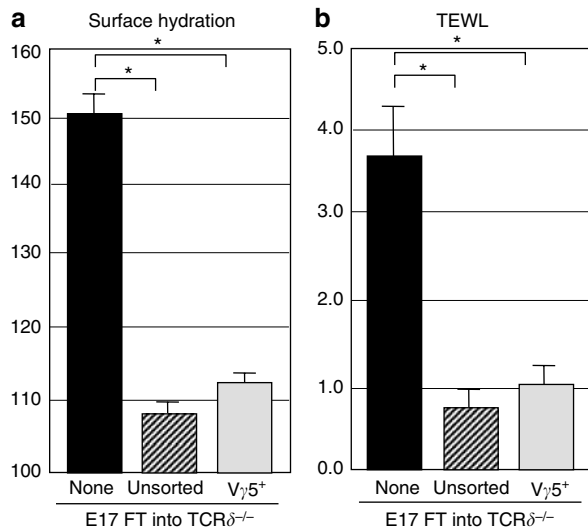 a
Surface hydration
160
150
140
130
120
110
100
*
*
None Unsorted Vγ5⁺
E17 FT into TCRδ⁻/⁻
b
TEWL
5.0
4.0
3.0
3.0
1.0
0.0
*
*
None Unsorted Vγ5⁺
E17 FT into TCRδ⁻/⁻